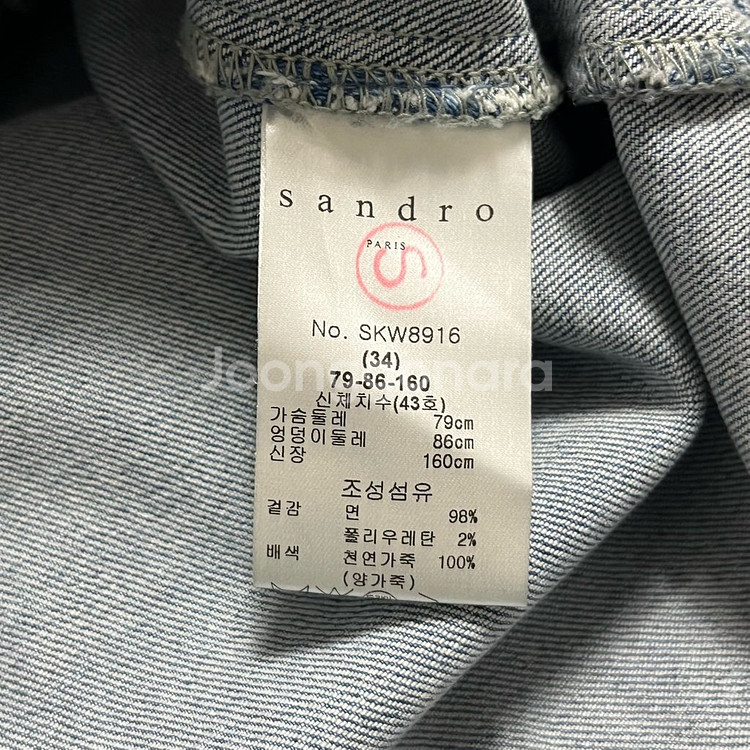 sandro
PARIS
S
No. SKW8916
(34)
79-86-160
신체치수(43호)
가슴둘레 79cm
엉덩이둘레 86cm
신장 160cm
조성섬유
겉감 면 98%
폴리우레탄 2%
배색 천연가죽 100%
(양가죽)